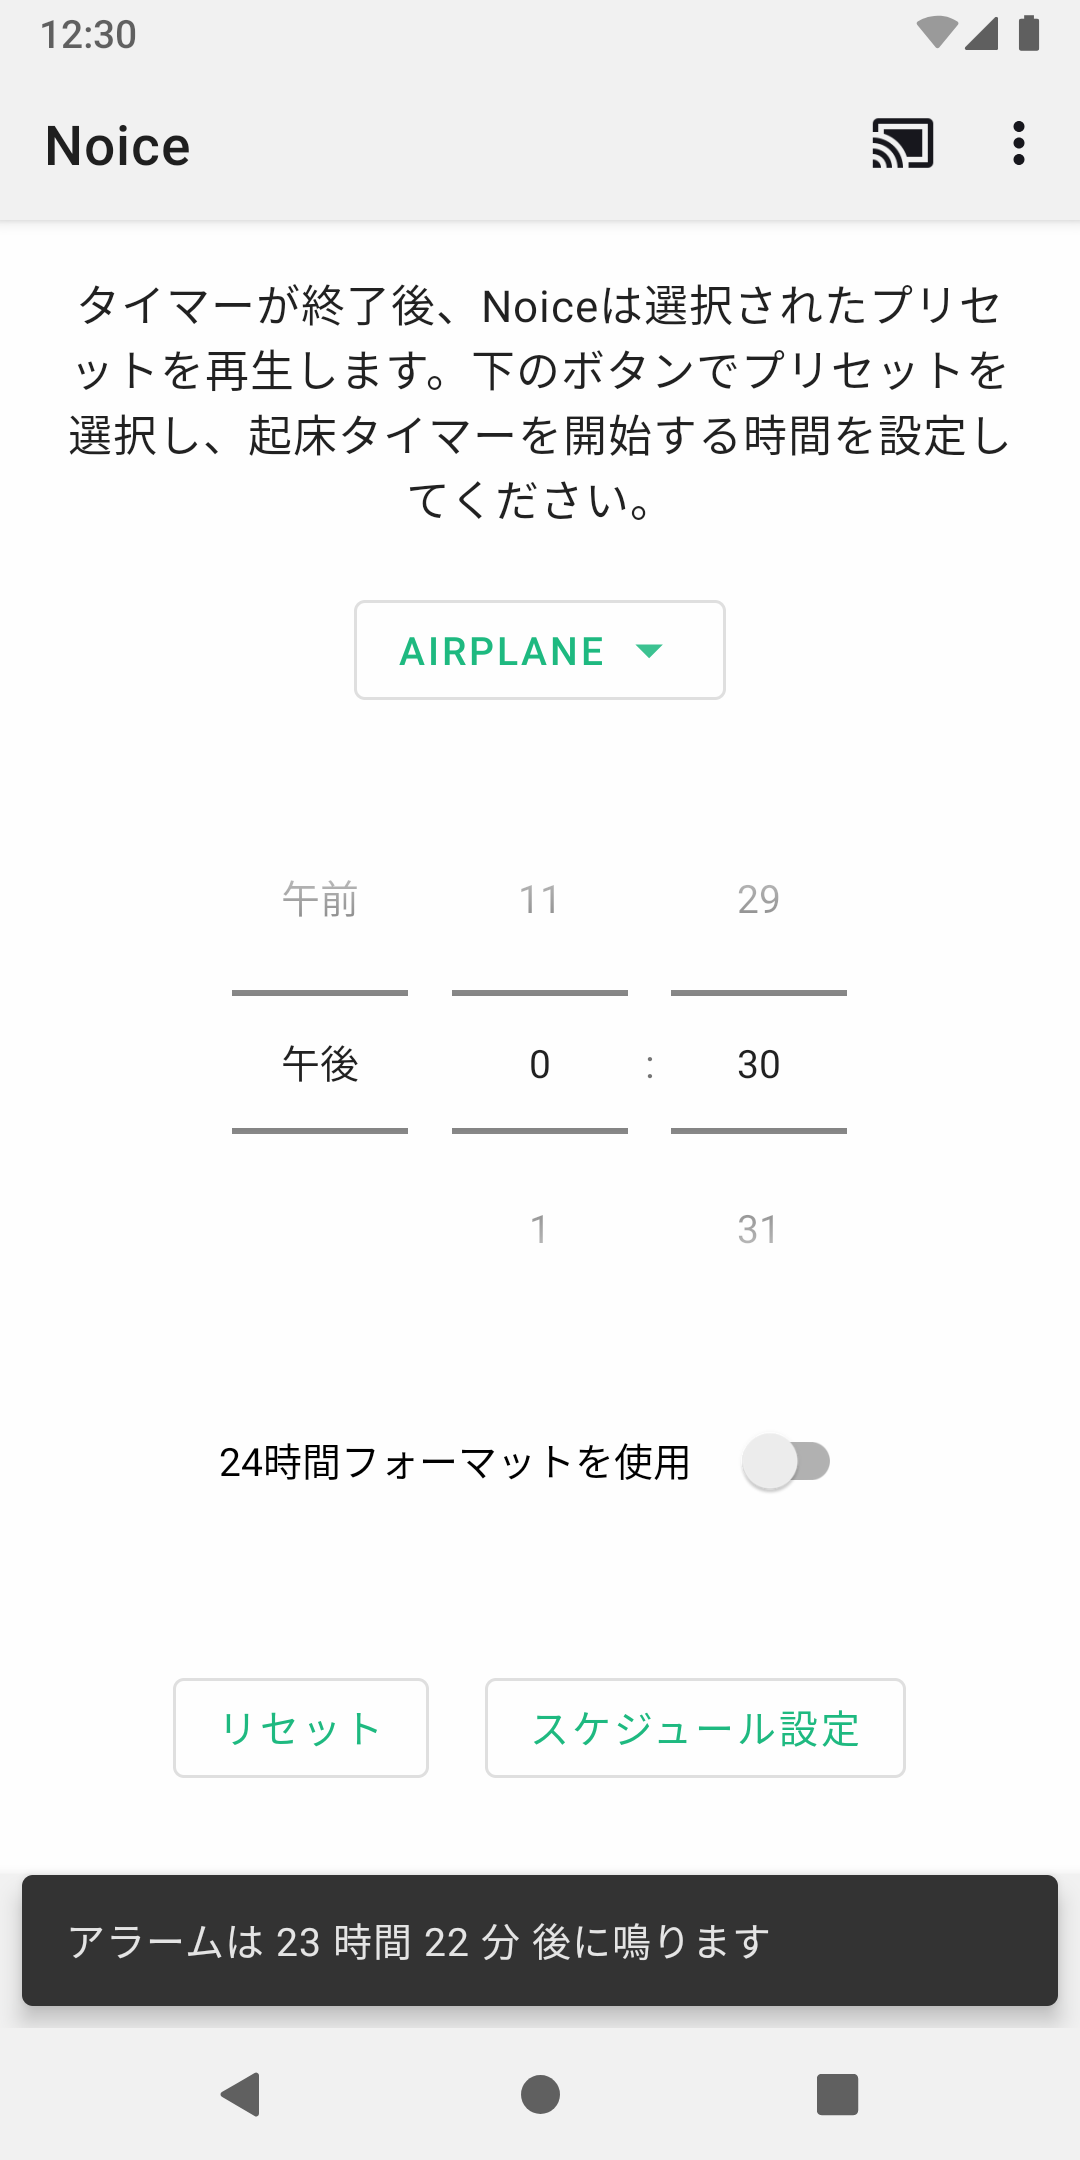 12:30
Noice
タイマーが終了後、Noiceは選択されたプリセ
ットを再生します。下のボタンでプリセットを
選択し、起床タイマーを開始する時間を設定し
てください。
AIRPLANE
午前 11 29
午後 0 : 30
1 31
24時間フォーマットを使用
リセット スケジュール設定
アラームは 23 時間 22 分 後に鳴ります